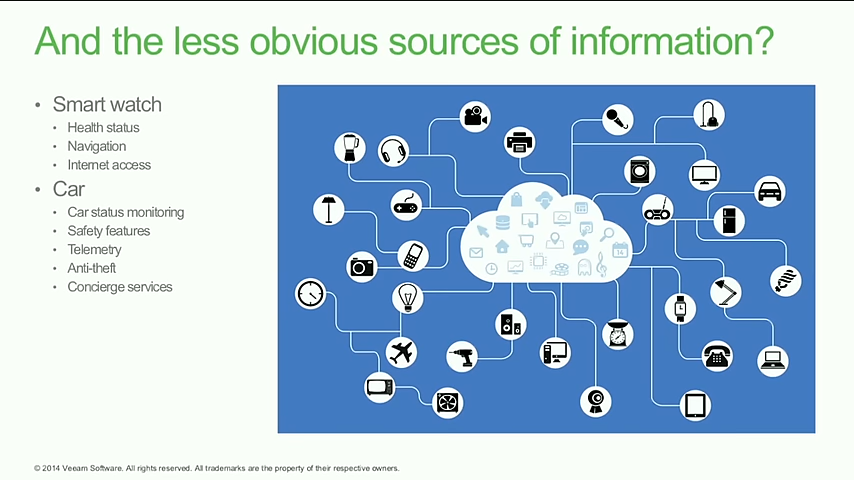 And the less obvious sources of information?
• Smart watch
• Health status
• Navigation
• Internet access
• Car
• Car status monitoring
• Safety features
• Telemetry
• Anti-theft
• Concierge services
14
© 2014 Veeam Software. All rights reserved. All trademarks are the property of their respective owners.